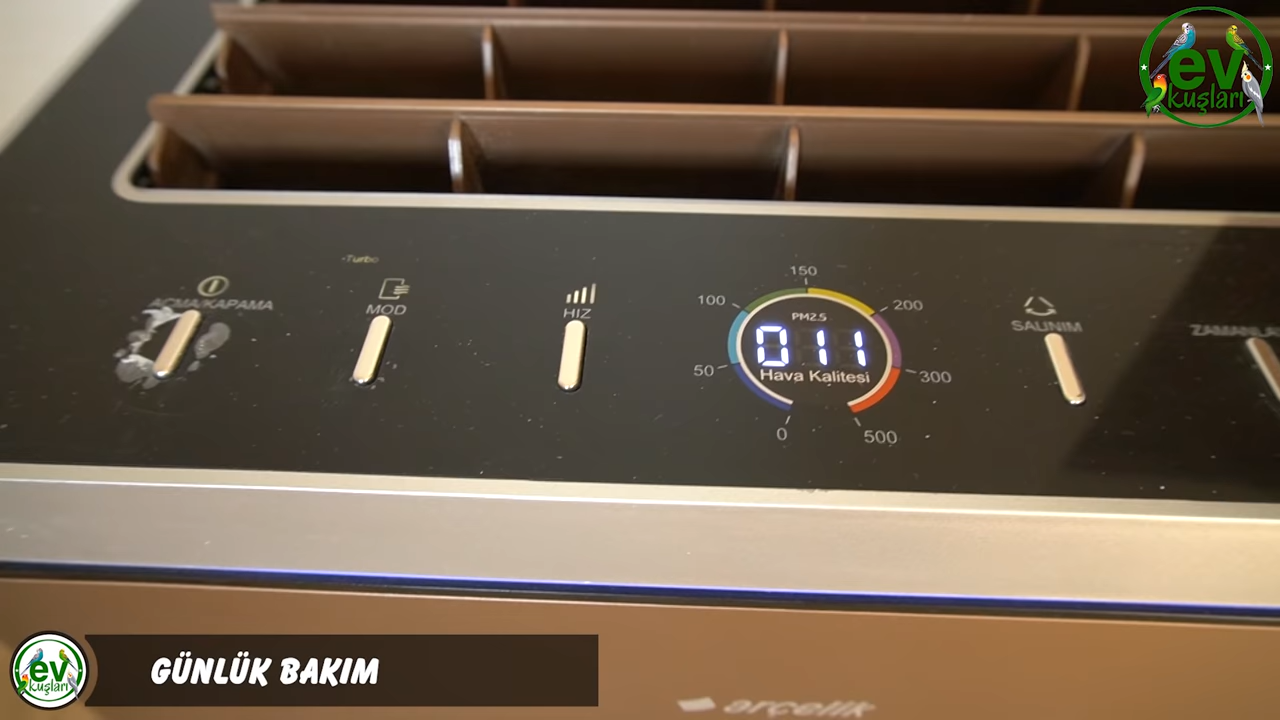 ev
kuşları
Turbo
AÇMA/KAPAMA
MOD
HIZ
0
50
100
150
200
300
500
PM2.5
011
Hava Kalitesi
SALINIM
ev
kuşları
GÜNLÜK BAKIM
arçelik